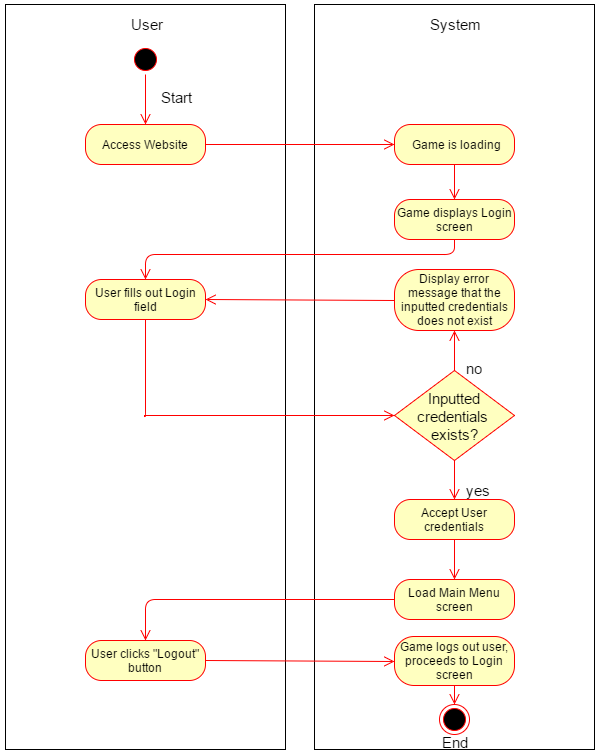 User
System
Start
Access Website
Game is loading
Game displays Login
screen
User fills out Login
field
Display error
message that the
inputted credentials
does not exist
no
Inputted
credentials
exists?
yes
Accept User
credentials
Load Main Menu
screen
User clicks "Logout"
button
Game logs out user,
proceeds to Login
screen
End